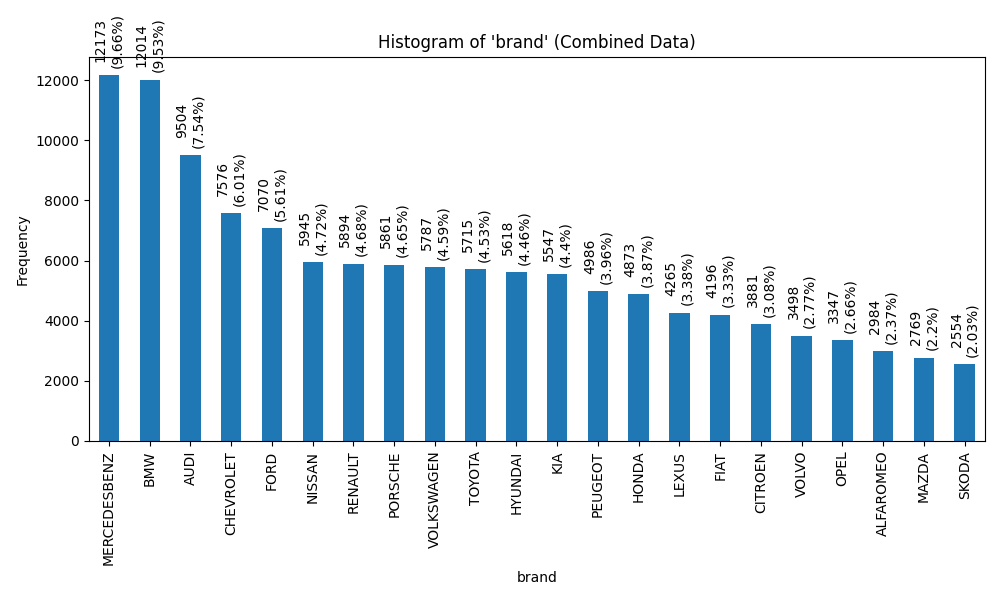 Histogram of 'brand' (Combined Data)
Frequency
12000
10000
8000
6000
4000
2000
0
12173
(9.66%)
12014
(9.53%)
9504
(7.54%)
7576
(6.01%)
7070
(5.61%)
5945
(4.72%)
5894
(4.68%)
5861
(4.65%)
5787
(4.59%)
5715
(4.53%)
5618
(4.46%)
5547
(4.4%)
4986
(3.96%)
4873
(3.87%)
4265
(3.38%)
4196
(3.33%)
3881
(3.08%)
3498
(2.77%)
3347
(2.66%)
2984
(2.37%)
2769
(2.2%)
2554
(2.03%)
MERCEDESBENZ
BMW
AUDI
CHEVROLET
FORD
NISSAN
RENAULT
PORSCHE
VOLKSWAGEN
TOYOTA
HYUNDAI
KIA
PEUGEOT
HONDA
LEXUS
FIAT
CITROEN
VOLVO
OPEL
ALFAROMEO
MAZDA
SKODA
brand